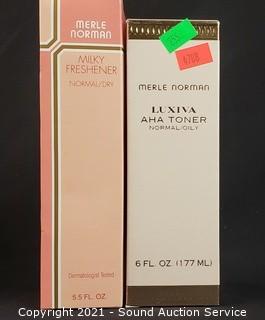 MERLE
NORMAN
MILKY
FRESHENER
NORMAL/DRY
Dermatologist Tested
5.5 FL. OZ.
MERLE NORMAN
LUXIVA
AHA TONER
NORMAL/OILY
6 FL. OZ. (177 ML)
Copyright 2021 - Sound Auction Service